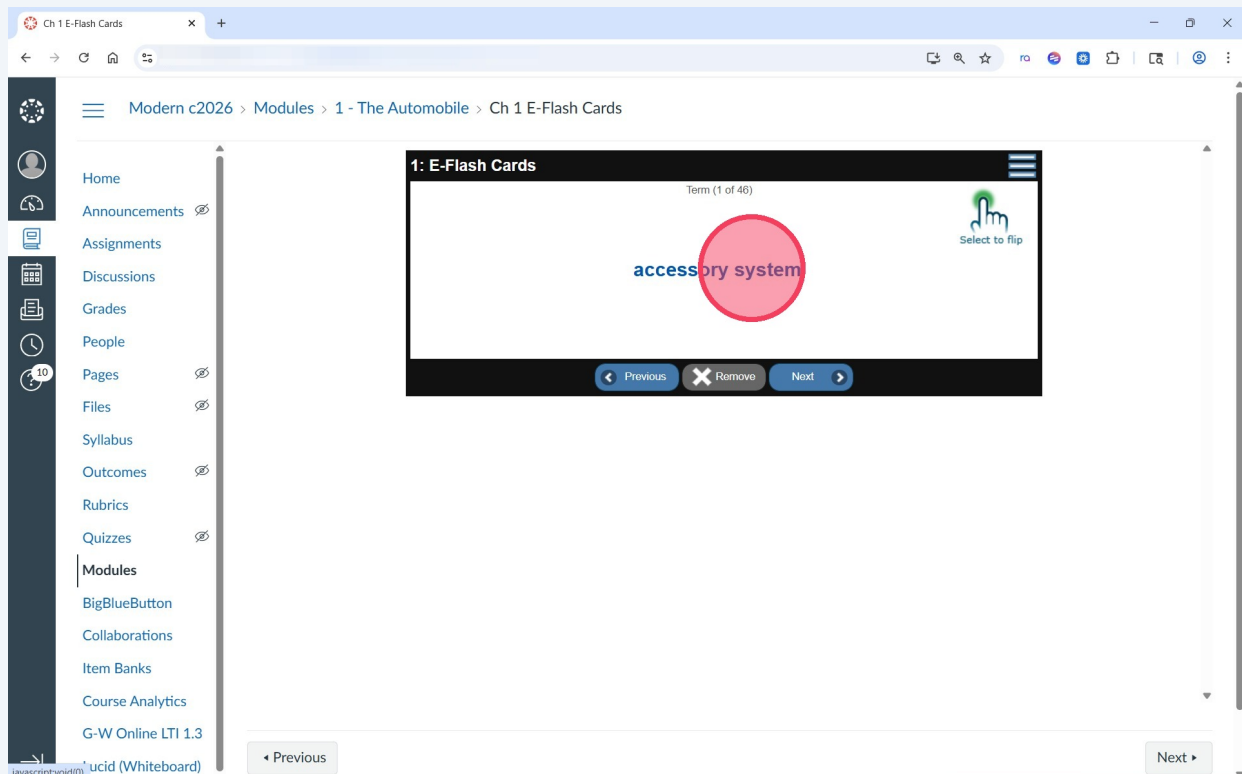 Ch 1 E-Flash Cards
Modern c2026 > Modules > 1 - The Automobile > Ch 1 E-Flash Cards
Home
Announcements
Assignments
Discussions
Grades
People
10
Pages
Files
Syllabus
Outcomes
Rubrics
Quizzes
Modules
BigBlueButton
Collaborations
Item Banks
Course Analytics
G-W Online LTI 1.3
Lucid (Whiteboard)
javascript:void(0)
1: E-Flash Cards
Term (1 of 46)
Select to flip
accessory system
Previous
Remove
Next
◂ Previous
Next ▸